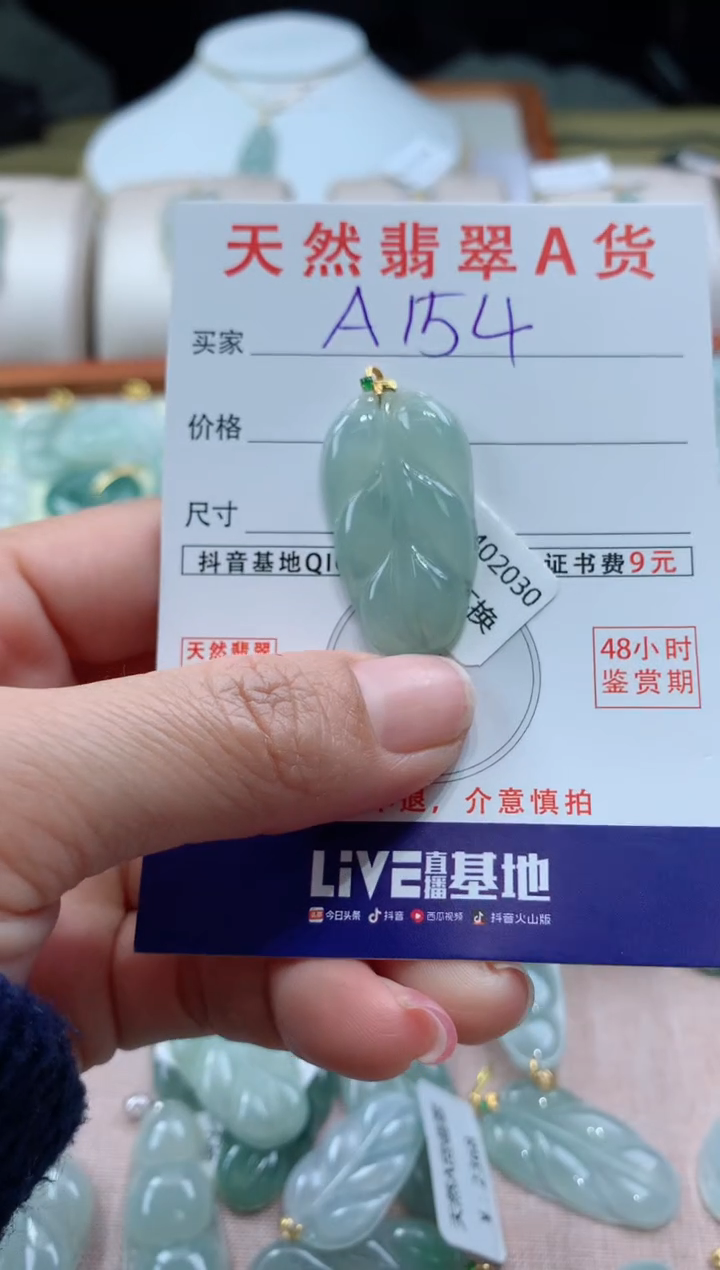 天然翡翠A货
买家 A154
价格
尺寸
抖音基地QI 证书费9元
402030
换
天然翡翠
48小时
鉴赏期
退，介意慎拍
LiVE直播基地
今日头条 抖音 西瓜视频 抖音火山版